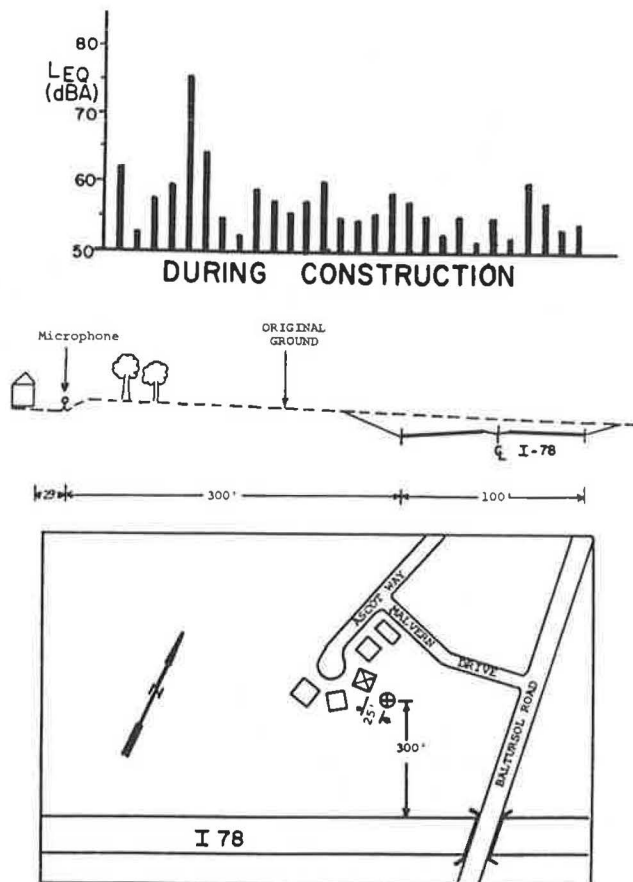 80
LEQ
(dBA)
70
60
50
DURING CONSTRUCTION
Microphone
ORIGINAL
GROUND
℄ I-78
300'
100'
ASCOT WAY
MALVERN
DRIVE
BALTURSOL ROAD
N
25'
300'
I 78